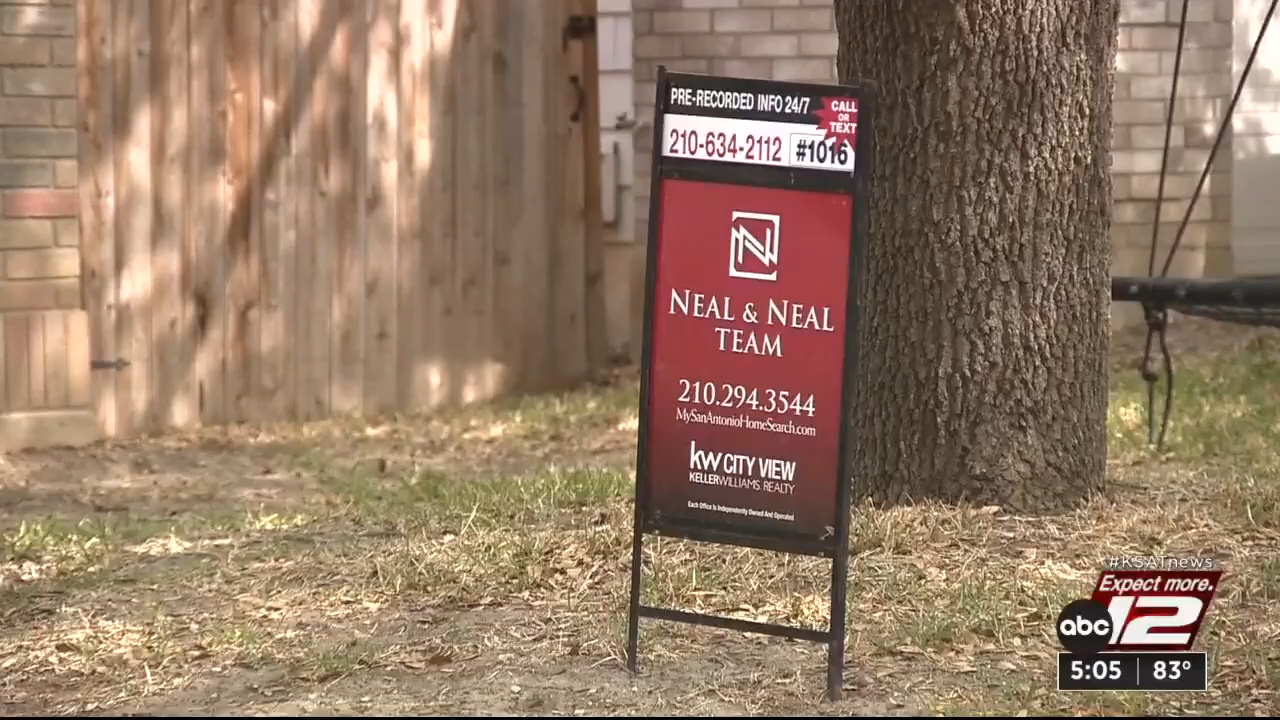 PRE-RECORDED INFO 24/7
CALL
OR
TEXT
210-634-2112 #1016
N
NEAL & NEAL
TEAM
210.294.3544
MySanAntonioHomeSearch.com
kw CITY VIEW
KELLERWILLIAMS. REALTY
Each Office Is Independently Owned And Operated
#KSATnews
Expect more.
abc 12
5:05 83°